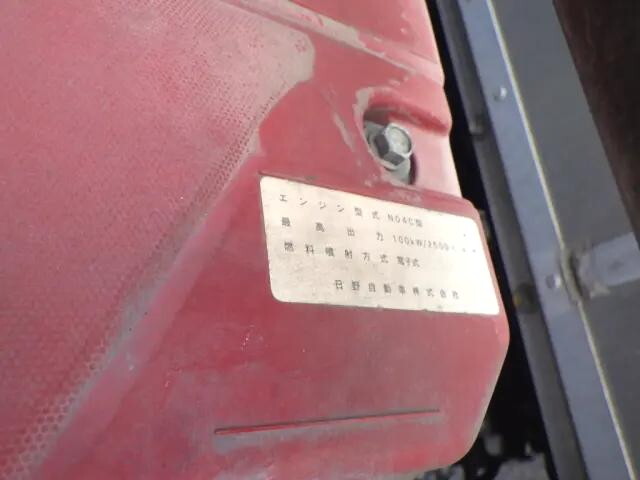 エンジン型式 N04C型
最高出力 100kW/2500
燃料噴射方式 電子式
日野自動車株式会社